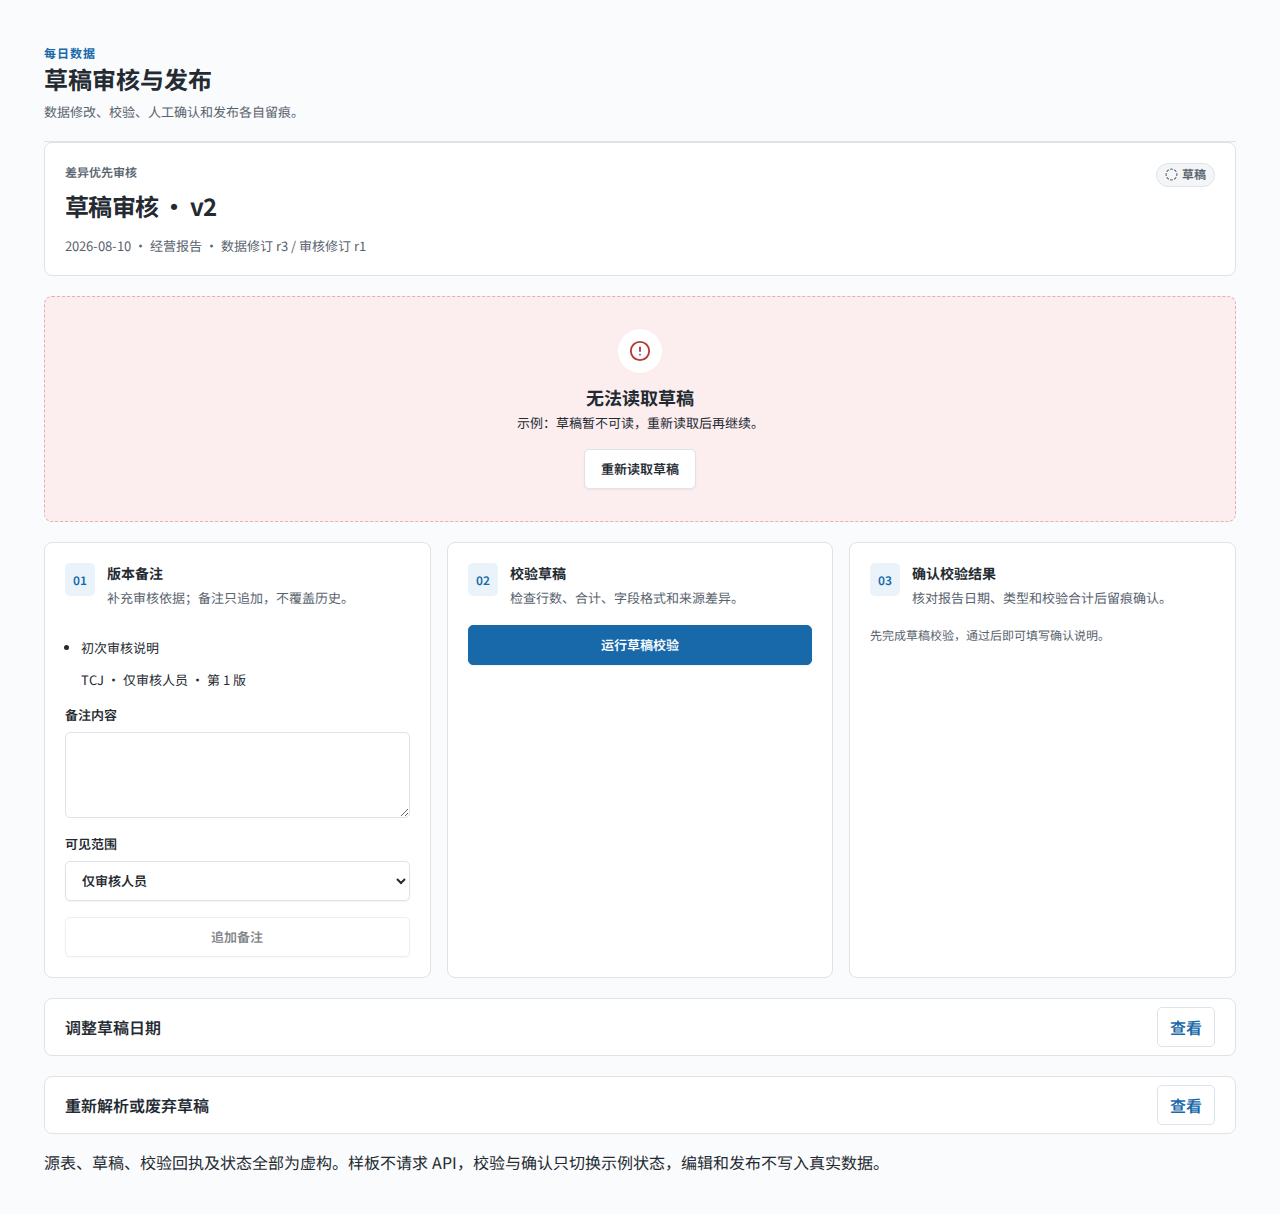 每日数据
草稿审核与发布
数据修改、校验、人工确认和发布各自留痕。
差异优先审核
草稿
草稿审核 · v2
2026-08-10 · 经营报告 · 数据修订 r3 / 审核修订 r1
无法读取草稿
示例：草稿暂不可读，重新读取后再继续。
重新读取草稿
01
版本备注
补充审核依据；备注只追加，不覆盖历史。
初次审核说明
TCJ · 仅审核人员 · 第 1 版
备注内容
可见范围
仅审核人员
追加备注
02
校验草稿
检查行数、合计、字段格式和来源差异。
运行草稿校验
03
确认校验结果
核对报告日期、类型和校验合计后留痕确认。
先完成草稿校验，通过后即可填写确认说明。
调整草稿日期
查看
重新解析或废弃草稿
查看
源表、草稿、校验回执及状态全部为虚构。样板不请求 API，校验与确认只切换示例状态，编辑和发布不写入真实数据。